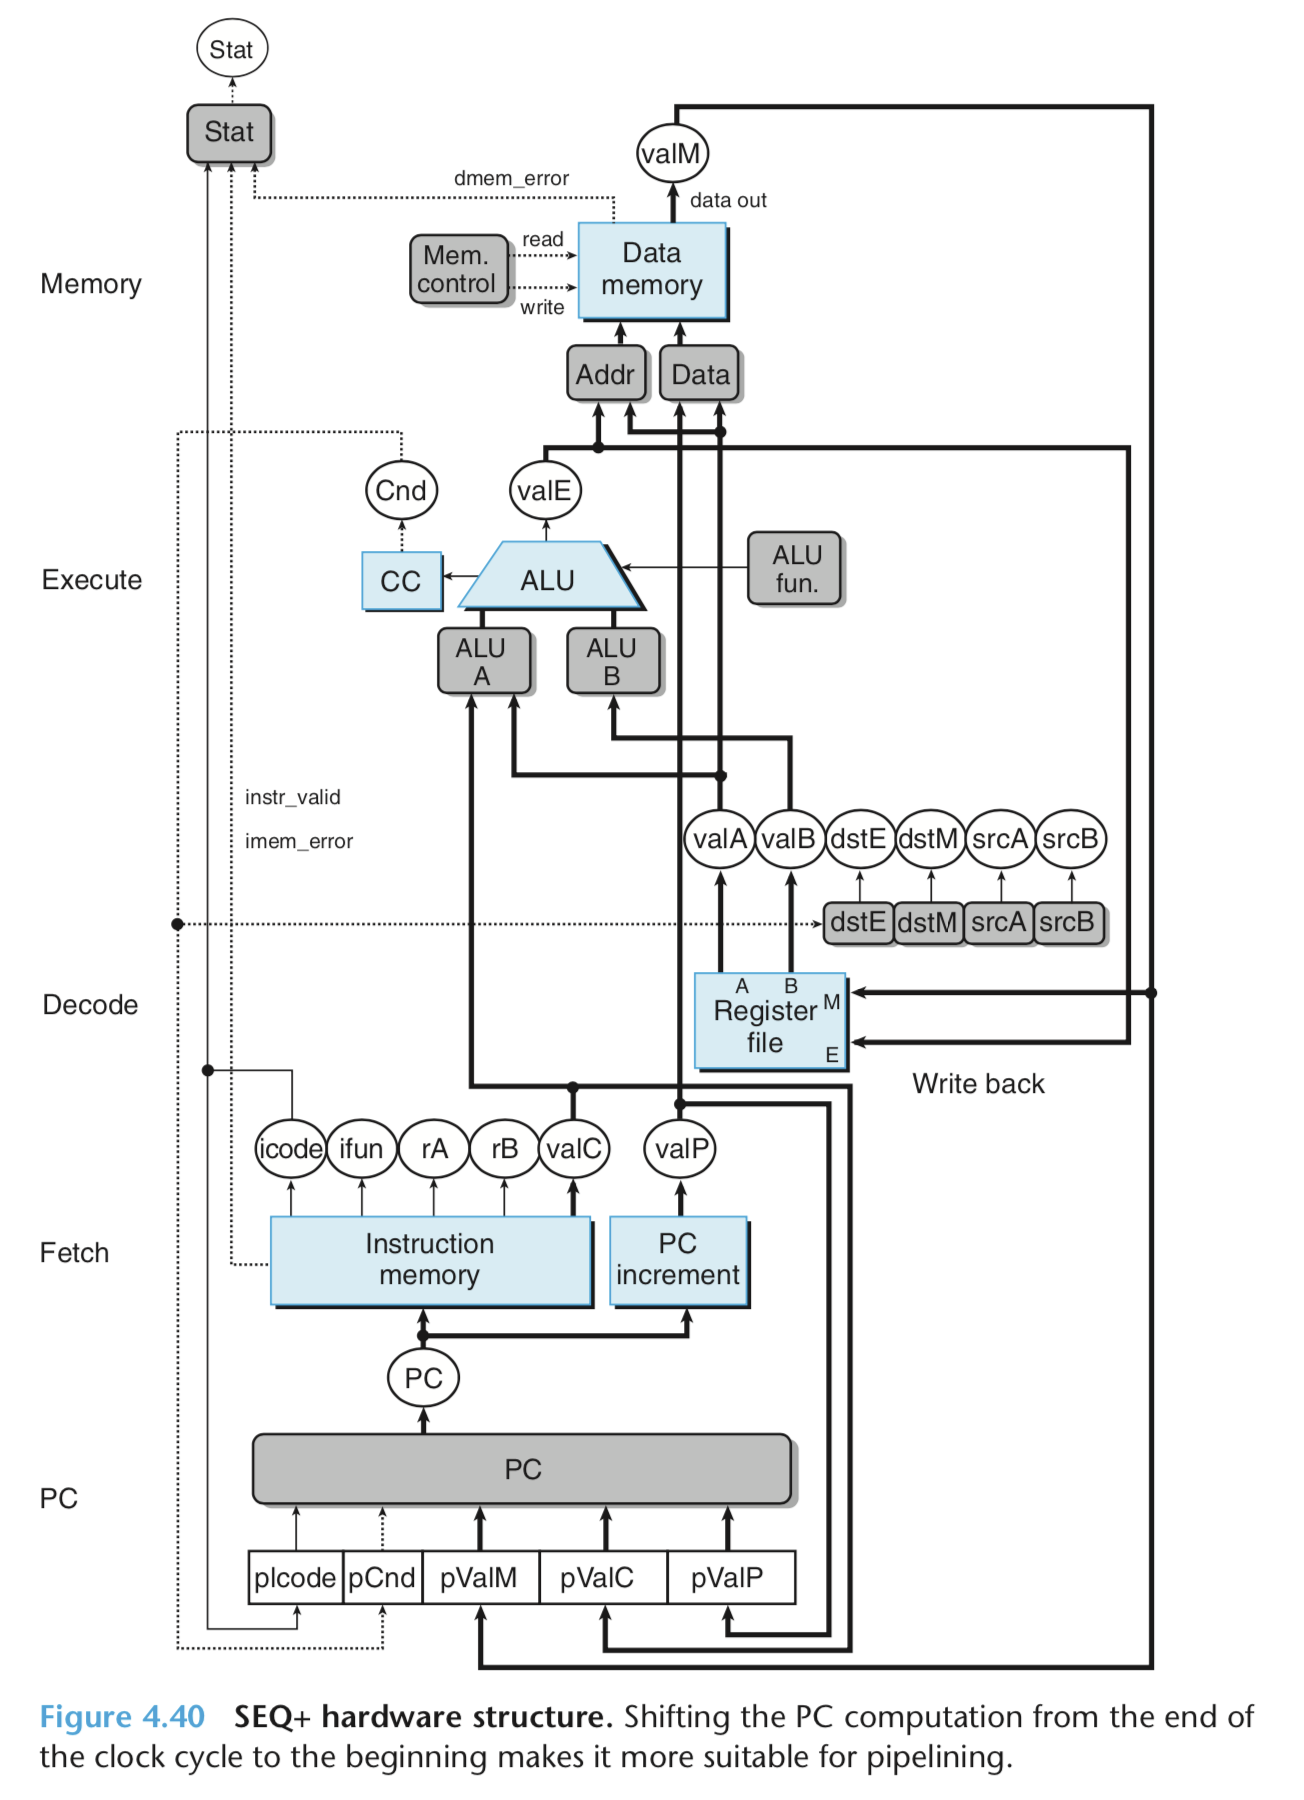 Stat
Stat
valM
dmem_error
data out
read
Mem.
control
Data
memory
Memory
write
Addr
Data
Cnd
valE
ALU
fun.
Execute
CC
ALU
ALU
A
ALU
B
instr_valid
imem_error
valA
valB
dstE
dstM
srcA
srcB
dstE
dstM
srcA
srcB
A
B
M
Register
file
E
Decode
Write back
icode
ifun
rA
rB
valC
valP
Fetch
Instruction
memory
PC
increment
PC
PC
PC
pIcode
pCnd
pValM
pValC
pValP
Figure 4.40 SEQ+ hardware structure. Shifting the PC computation from the end of
the clock cycle to the beginning makes it more suitable for pipelining.